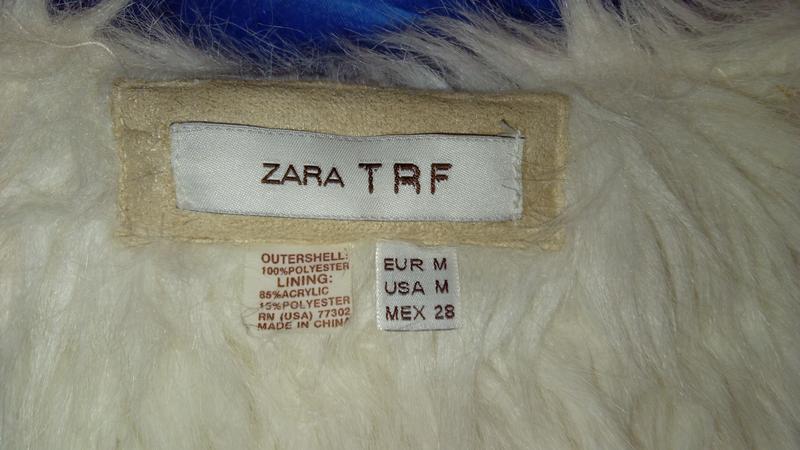 ZARA TRF
OUTERSHELL:
100%POLYESTER
LINING:
85%ACRYLIC
15%POLYESTER
RN (USA) 77302
MADE IN CHINA
EUR M
USA M
MEX 28